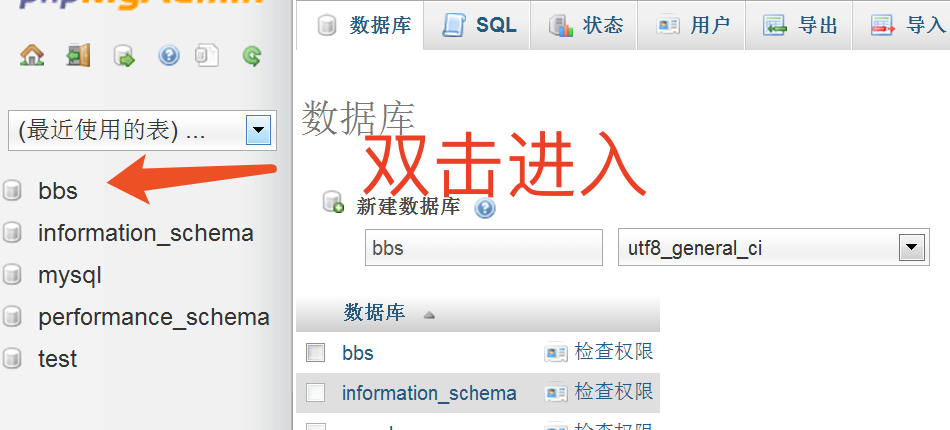 phpMyAdmin
数据库
SQL
状态
用户
导出
导入
(最近使用的表) ...
数据库
双击进入
bbs
新建数据库
information_schema
bbs
utf8_general_ci
mysql
performance_schema
数据库
test
bbs
检查权限
information_schema
检查权限